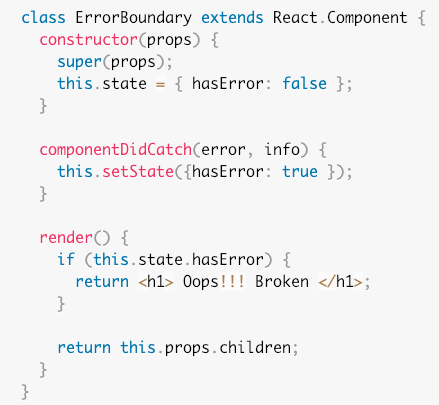 class ErrorBoundary extends React.Component {
  constructor(props) {
    super(props);
    this.state = { hasError: false };
  }

  componentDidCatch(error, info) {
    this.setState({hasError: true });
  }

  render() {
    if (this.state.hasError) {
      return <h1> Oops!!! Broken </h1>;
    }

    return this.props.children;
  }
}